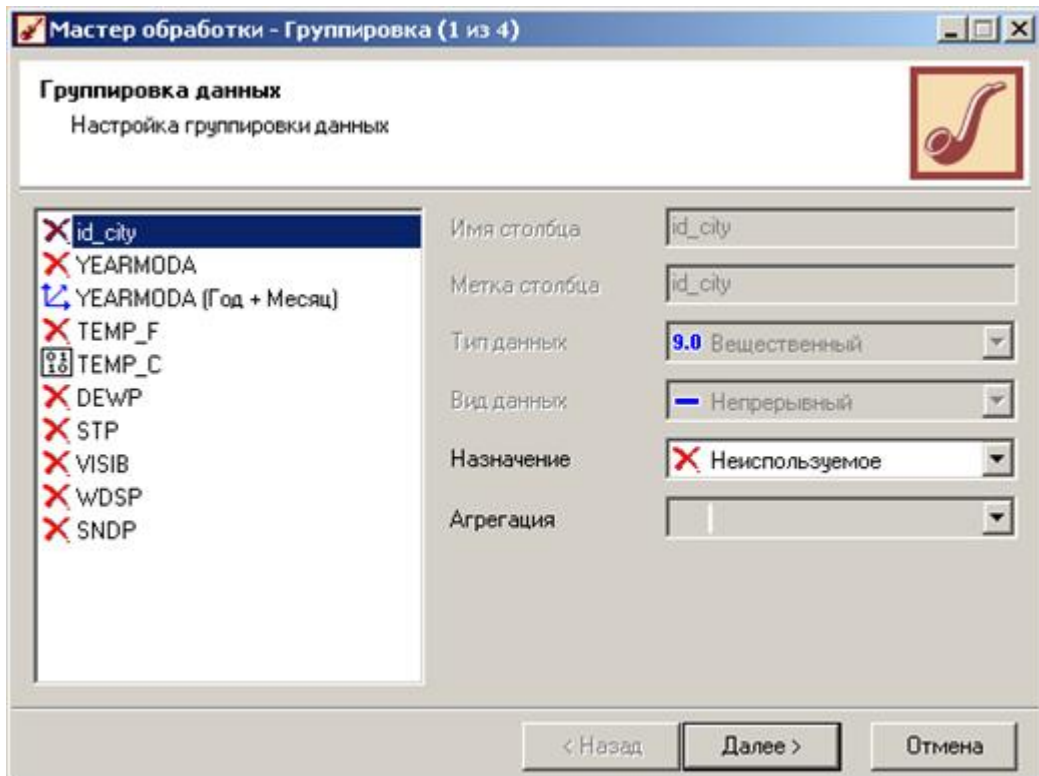 Мастер обработки - Группировка (1 из 4)
Группировка данных
Настройка группировки данных
id_city
YEARMODA
YEARMODA (Год + Месяц)
TEMP_F
TEMP_C
DEWP
STP
VISIB
WDSP
SNDP
Имя столбца id_city
Метка столбца id_city
Тип данных 9.0 Вещественный
Вид данных Непрерывный
Назначение Неиспользуемое
Агрегация
< Назад Далее > Отмена